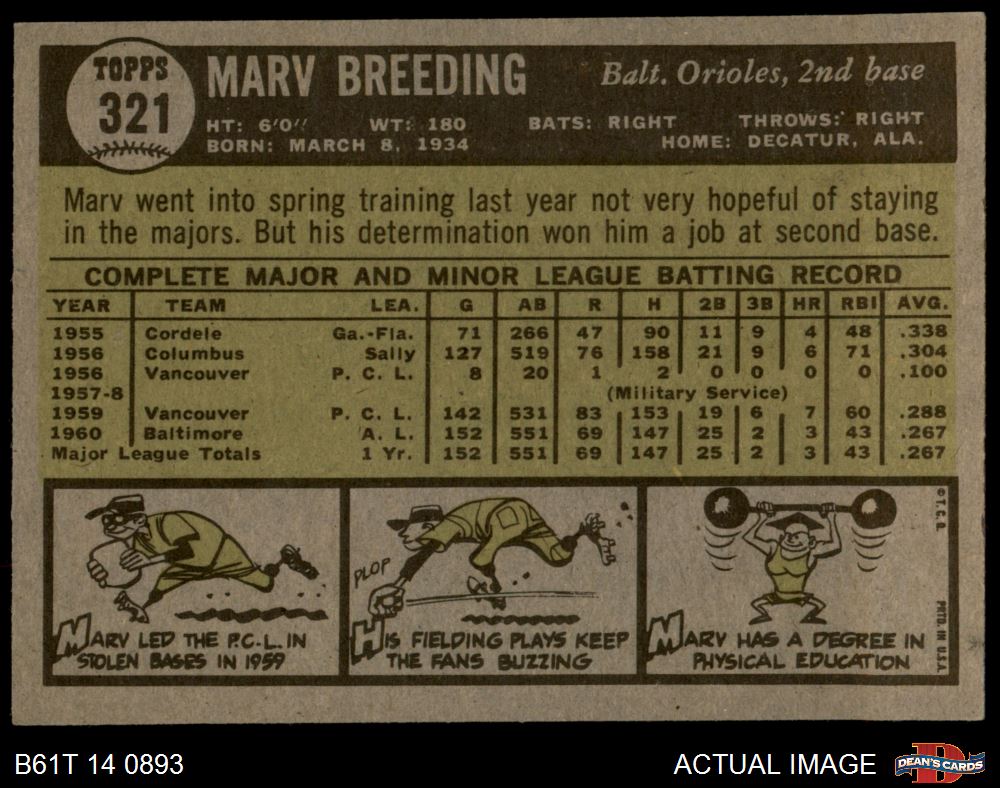 TOPPS
321
MARV BREEDING
Balt. Orioles, 2nd base
HT: 6'0" WT: 180 BATS: RIGHT THROWS: RIGHT
BORN: MARCH 8, 1934 HOME: DECATUR, ALA.
Marv went into spring training last year not very hopeful of staying
in the majors. But his determination won him a job at second base.
COMPLETE MAJOR AND MINOR LEAGUE BATTING RECORD
YEAR TEAM LEA. G AB R H 2B 3B HR RBI AVG.
1955 Cordele Ga.-Fla. 71 266 47 90 11 9 4 48 .338
1956 Columbus Sally 127 519 76 158 21 9 6 71 .304
1956 Vancouver P. C. L. 8 20 1 2 0 0 0 0 .100
1957-8 (Military Service)
1959 Vancouver P. C. L. 142 531 83 153 19 6 7 60 .288
1960 Baltimore A. L. 152 551 69 147 25 2 3 43 .267
Major League Totals 1 Yr. 152 551 69 147 25 2 3 43 .267
MARV LED THE P.C.L. IN
STOLEN BASES IN 1959
PLOP
HIS FIELDING PLAYS KEEP
THE FANS BUZZING
MARV HAS A DEGREE IN
PHYSICAL EDUCATION
© T. C. G.
PRTD. IN U.S.A.
B61T 14 0893
ACTUAL IMAGE
DEAN'S CARDS